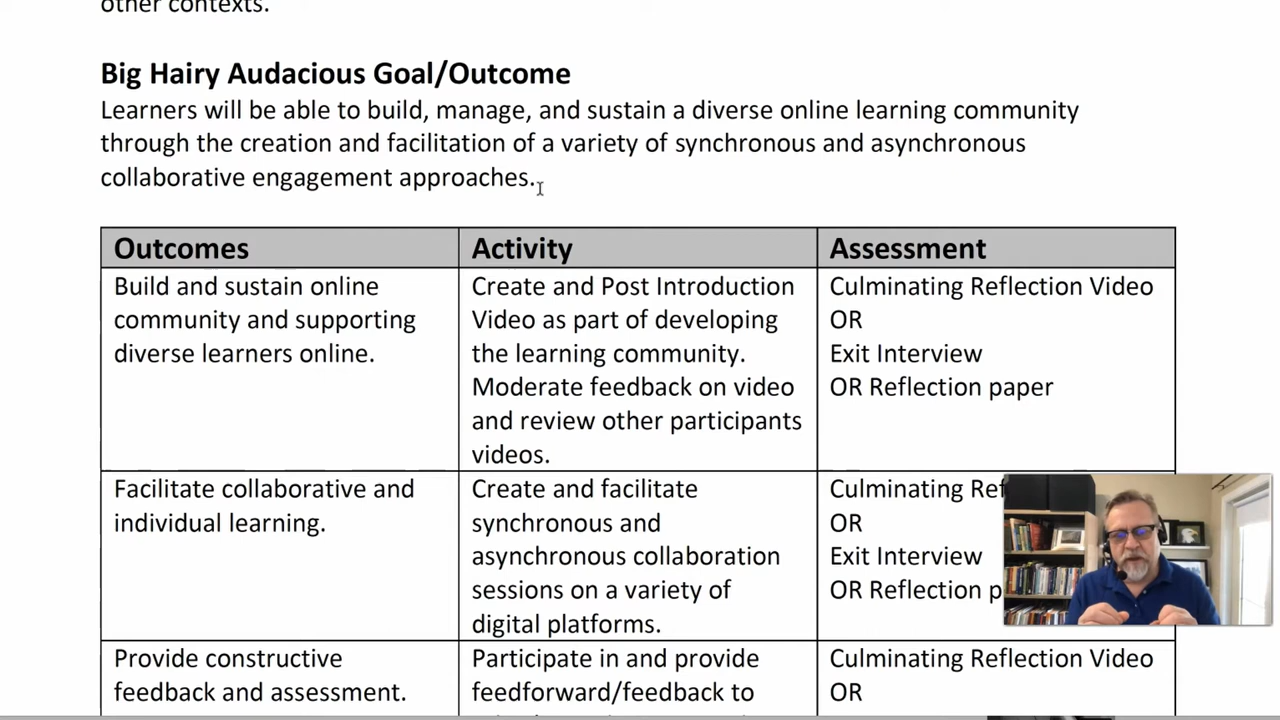 other contexts.
Big Hairy Audacious Goal/Outcome
Learners will be able to build, manage, and sustain a diverse online learning community
through the creation and facilitation of a variety of synchronous and asynchronous
collaborative engagement approaches.
Outcomes
Activity
Assessment
Build and sustain online
community and supporting
diverse learners online.
Create and Post Introduction
Video as part of developing
the learning community.
Moderate feedback on video
and review other participants
videos.
Culminating Reflection Video
OR
Exit Interview
OR Reflection paper
Facilitate collaborative and
individual learning.
Create and facilitate
synchronous and
asynchronous collaboration
sessions on a variety of
digital platforms.
Culminating
OR
Exit Interview
OR Reflection
Provide constructive
feedback and assessment.
Participate in and provide
feedforward/feedback to
Culminating Reflection Video
OR